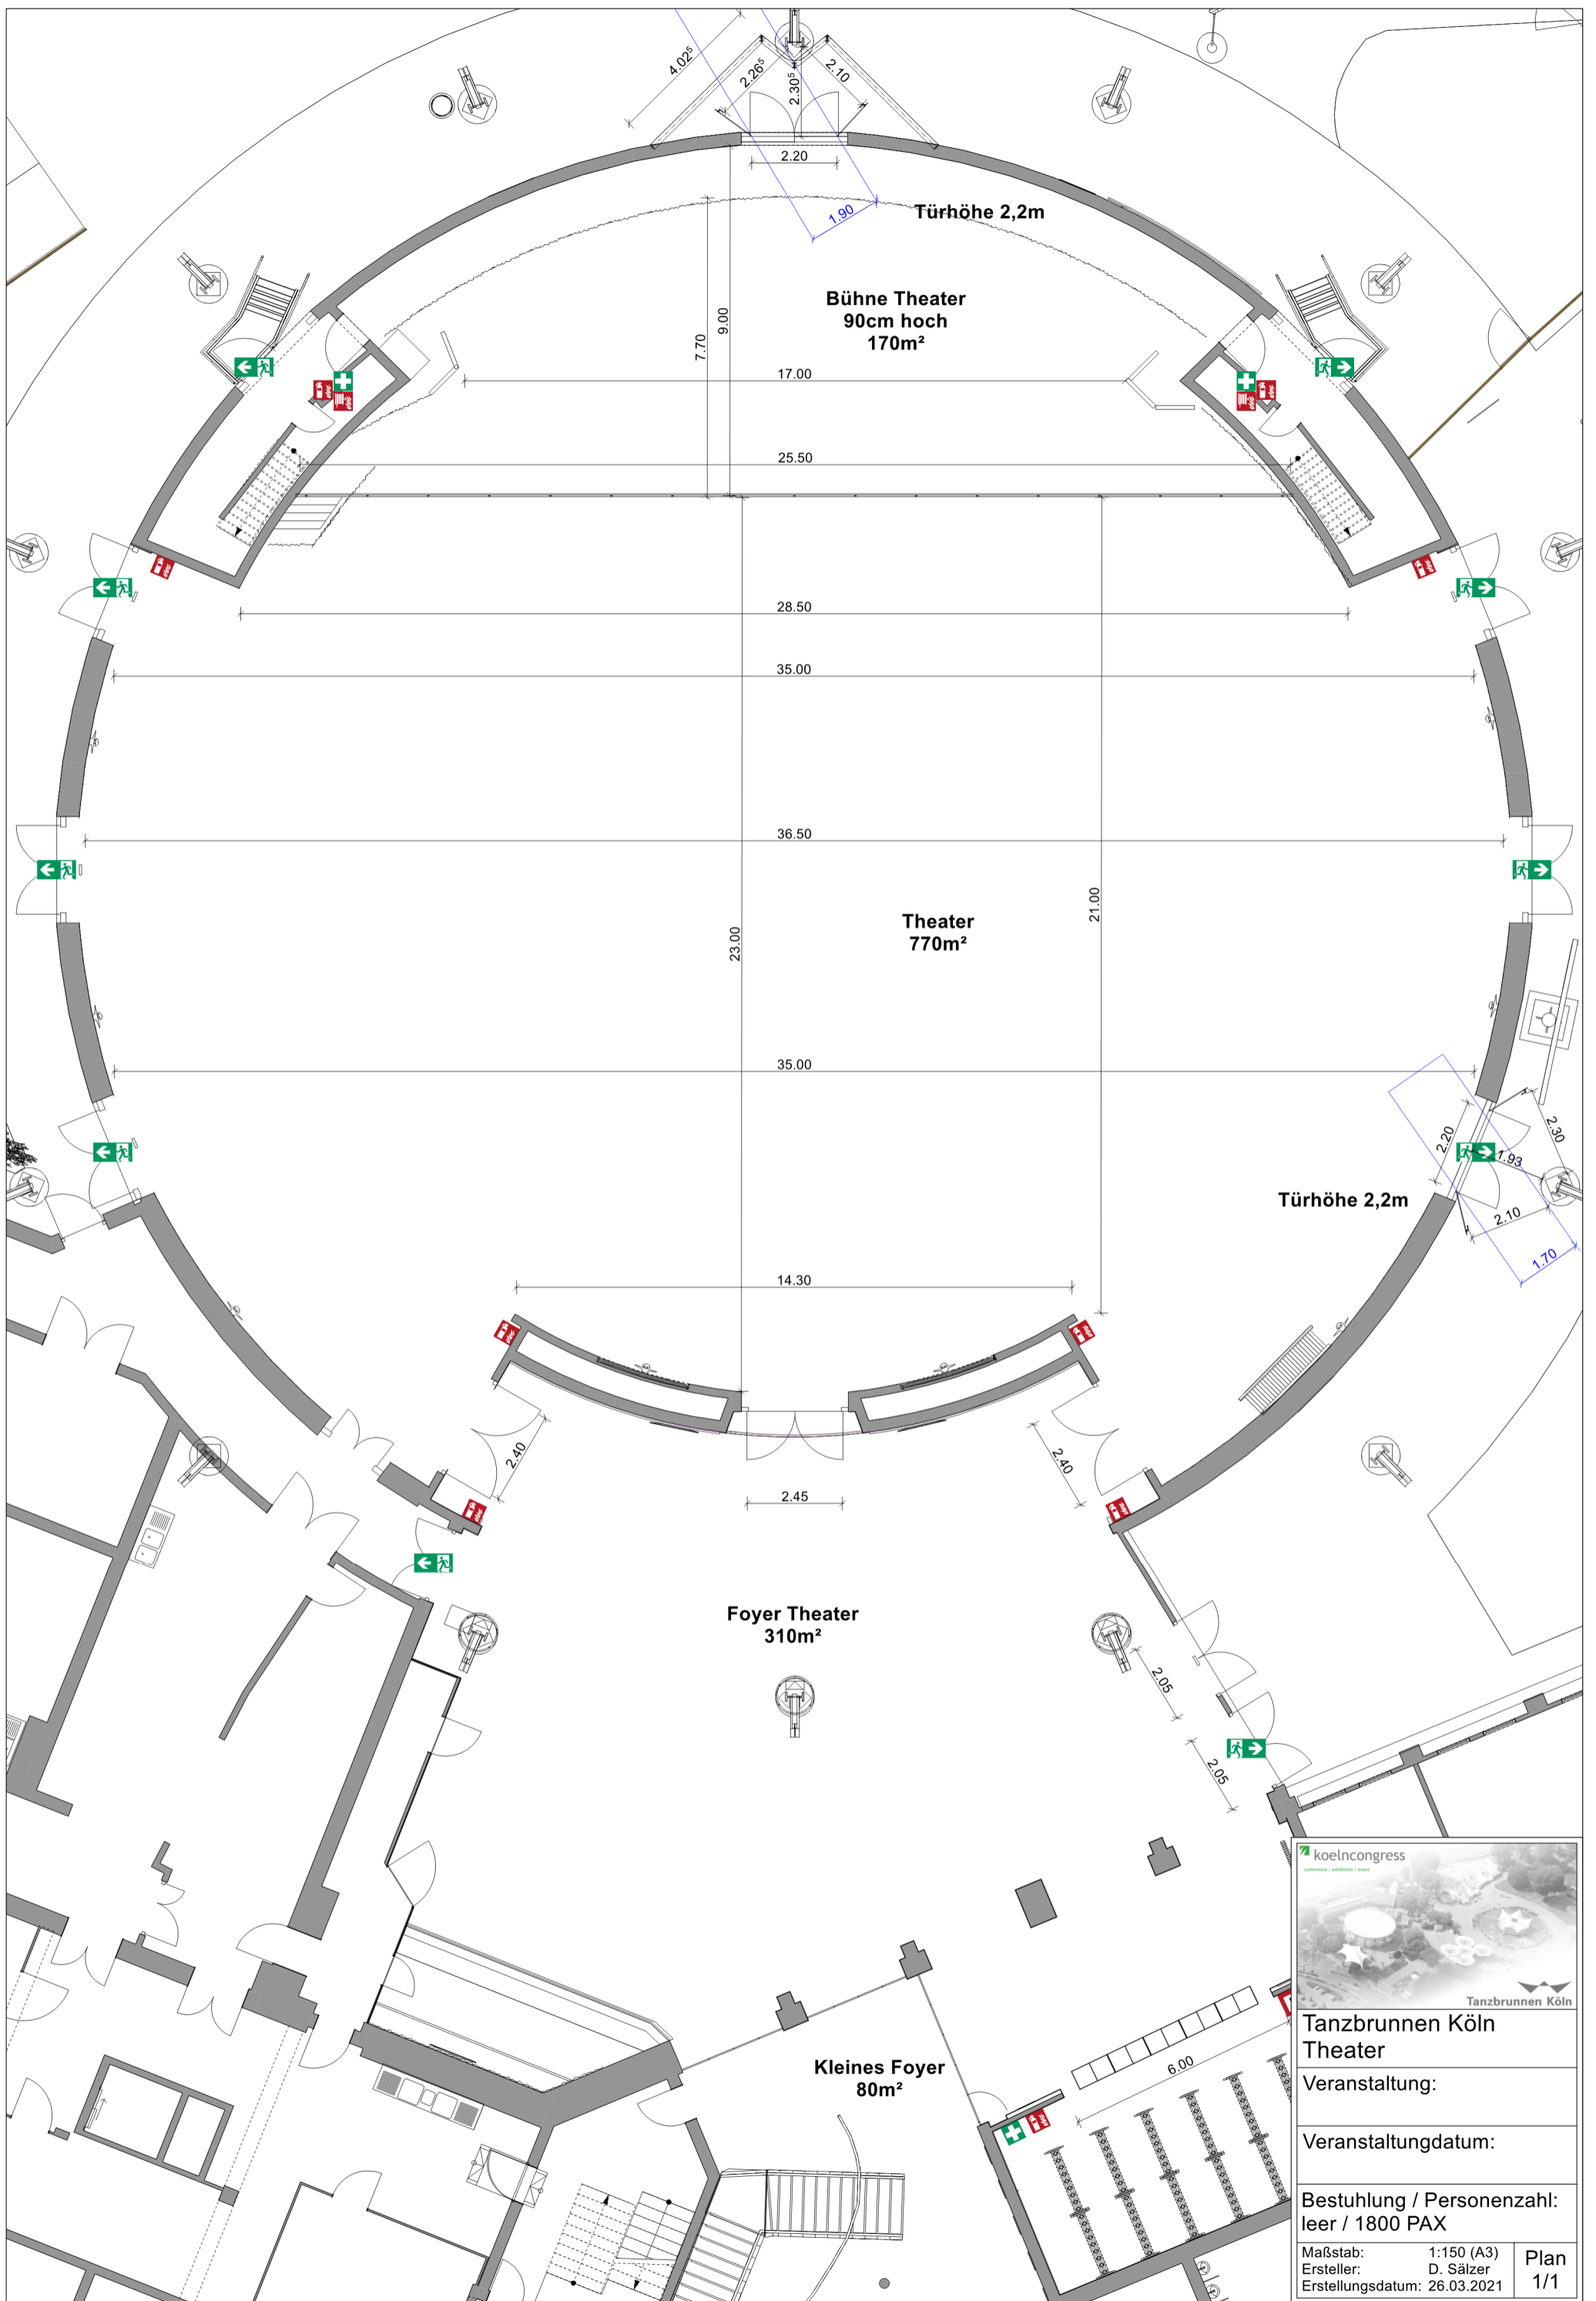 4.02⁵
2.26⁵
2.30⁵
2.10
2.20
1.90
Türhöhe 2,2m
Bühne Theater
90cm hoch
170m²
9.00
7.70
17.00
25.50
28.50
35.00
36.50
Theater
770m²
23.00
21.00
35.00
2.20
2.30
1.93
2.10
1.70
Türhöhe 2,2m
14.30
2.40
2.40
2.45
Foyer Theater
310m²
2.05
2.05
Kleines Foyer
80m²
6.00
koelncongress
conference | exhibition | event
Tanzbrunnen Köln
Tanzbrunnen Köln
Theater
Veranstaltung:
Veranstaltungdatum:
Bestuhlung / Personenzahl:
leer / 1800 PAX
Maßstab: 1:150 (A3)
Ersteller: D. Sälzer
Erstellungsdatum: 26.03.2021
Plan
1/1